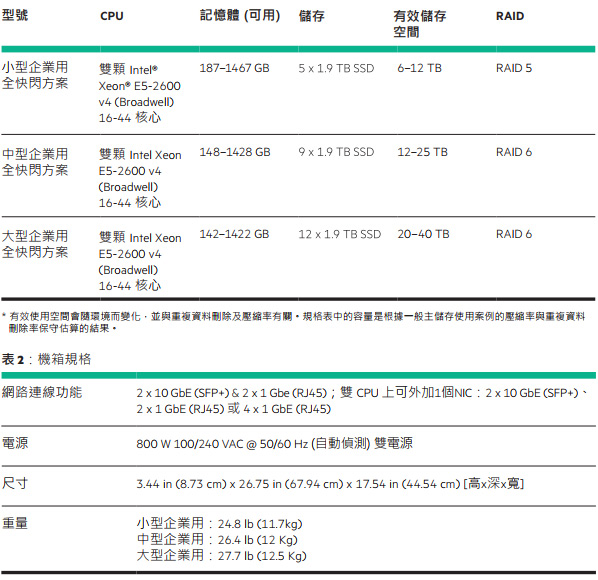 型號 CPU 記憶體 (可用) 儲存 有效儲存
空間 RAID
小型企業用
全快閃方案
雙顆 Intel®
Xeon® E5-2600
v4 (Broadwell)
16-44 核心
187–1467 GB 5 x 1.9 TB SSD 6–12 TB RAID 5
中型企業用
全快閃方案
雙顆 Intel Xeon
E5-2600 v4
(Broadwell)
16-44 核心
148–1428 GB 9 x 1.9 TB SSD 12–25 TB RAID 6
大型企業用
全快閃方案
雙顆 Intel Xeon
E5-2600 v4
(Broadwell)
16-44 核心
142–1422 GB 12 x 1.9 TB SSD 20–40 TB RAID 6
* 有效使用空間會隨環境而變化，並與重複資料刪除及壓縮率有關。規格表中的容量是根據一般主儲存使用案例的壓縮率與重複資料
刪除率保守估算的結果。
表 2：機箱規格
網路連線功能 2 x 10 GbE (SFP+) & 2 x 1 Gbe (RJ45)；雙 CPU 上可外加1個NIC：2 x 10 GbE (SFP+)、
2 x 1 GbE (RJ45) 或 4 x 1 GbE (RJ45)
電源 800 W 100/240 VAC @ 50/60 Hz (自動偵測) 雙電源
尺寸 3.44 in (8.73 cm) x 26.75 in (67.94 cm) x 17.54 in (44.54 cm) [高x深x寬]
重量 小型企業用：24.8 lb (11.7kg)
中型企業用：26.4 lb (12 Kg)
大型企業用：27.7 lb (12.5 Kg)